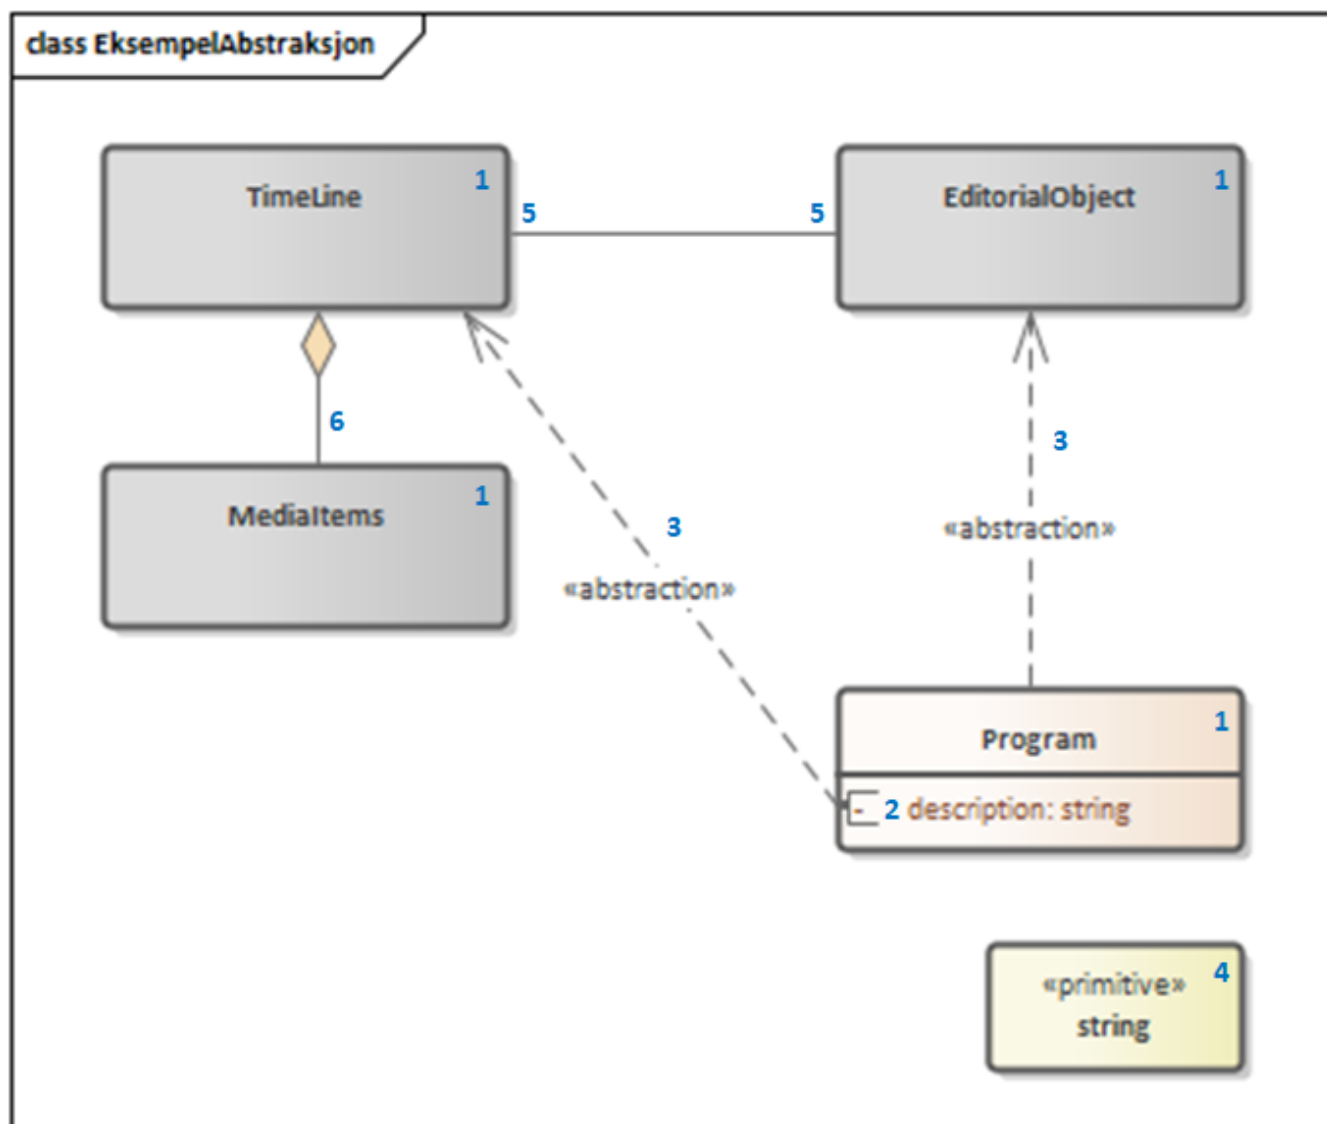 class EksempelAbstraksjon
TimeLine 1
EditorialObject 1
5 5
6
MediaItems 1
3
«abstraction»
3
«abstraction»
Program 1
- 2 description: string
«primitive» 4
string